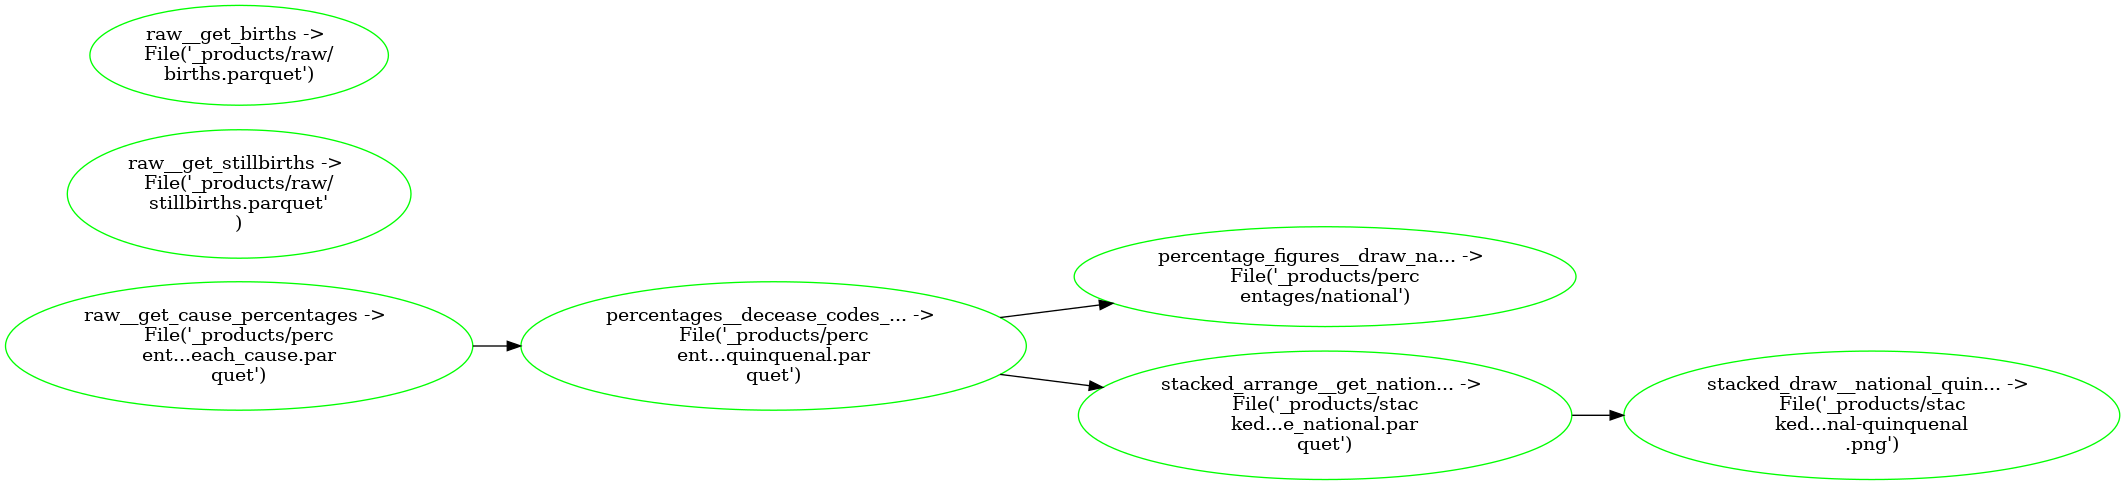 raw__get_births ->
File('_products/raw/
births.parquet')
raw__get_stillbirths ->
File('_products/raw/
stillbirths.parquet'
)
raw__get_cause_percentages ->
File('_products/perc
ent...each_cause.par
quet')
percentages__decease_codes_... ->
File('_products/perc
ent...quinquenal.par
quet')
percentage_figures__draw_na... ->
File('_products/perc
entages/national')
stacked_arrange__get_nation... ->
File('_products/stac
ked...e_national.par
quet')
stacked_draw__national_quin... ->
File('_products/stac
ked...nal-quinquenal
.png')